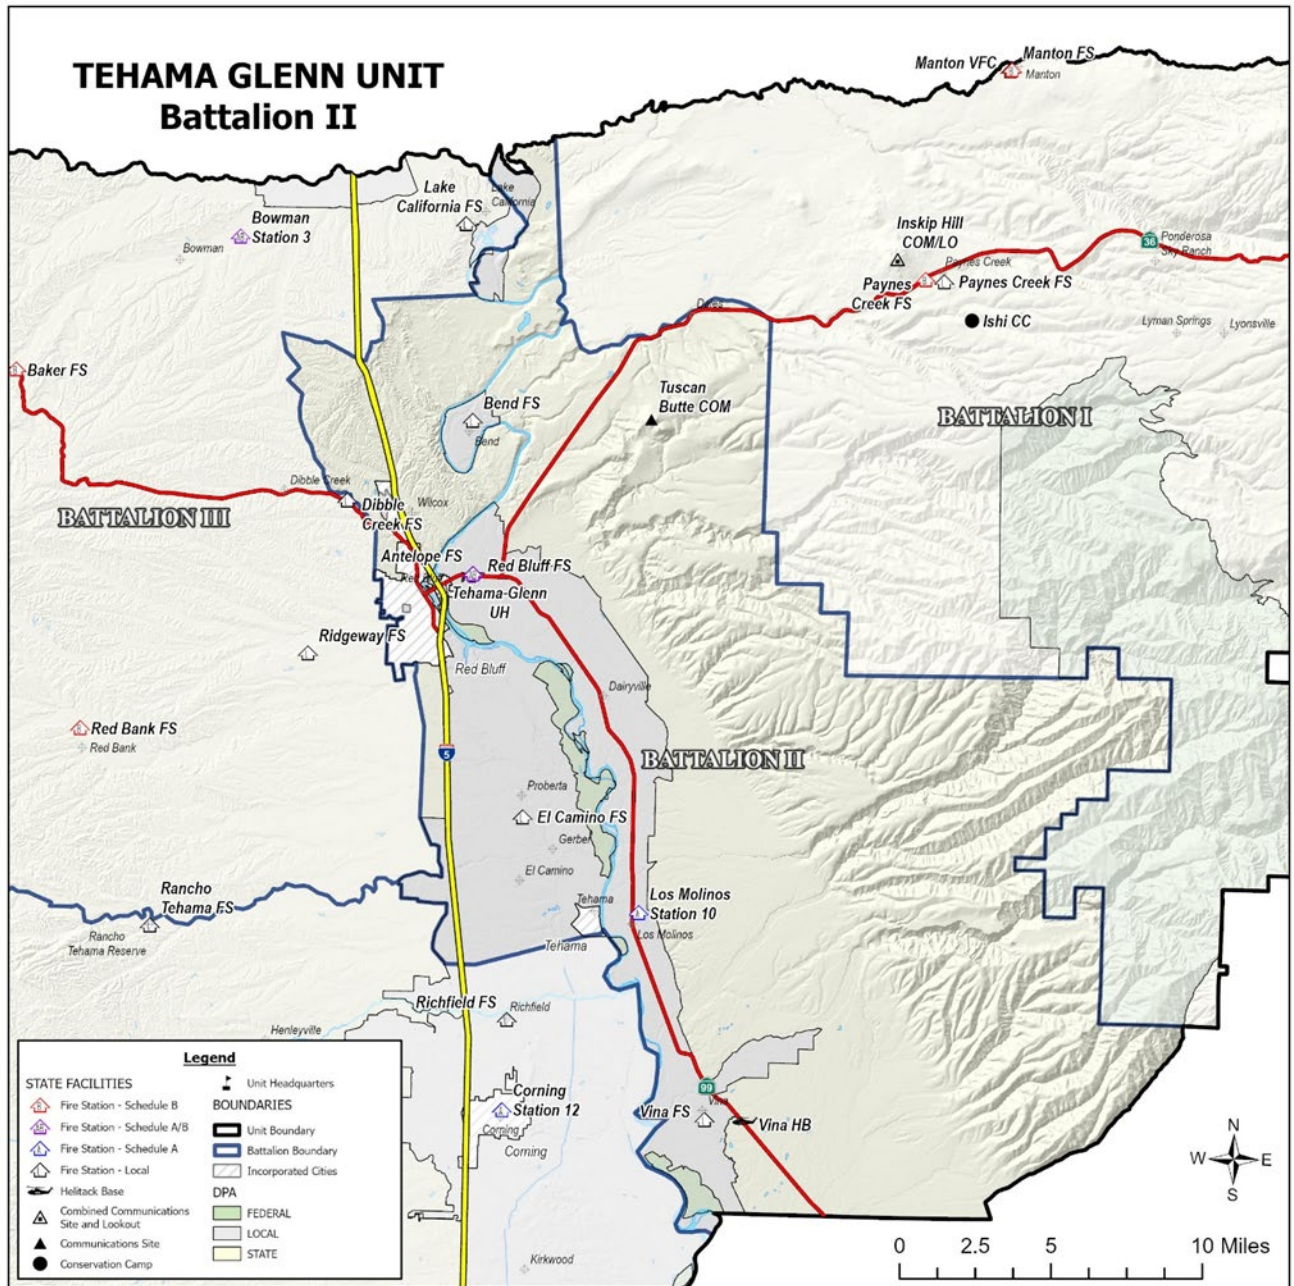 TEHAMA GLENN UNIT
Battalion II
Manton VFC
Manton FS
Manton
Lake
California FS
Lake
California
Bowman
Station 3
Bowman
Inskip Hill
COM/LO
Paynes Creek
36
Ponderosa
Sky Ranch
Paynes
Creek FS
Paynes Creek FS
Ishi CC
Lyman Springs
Lyonsville
Dales
Baker FS
Tuscan
Butte COM
Bend FS
Bend
BATTALION I
Dibble Creek
Dibble
Creek FS
Wilcox
BATTALION III
Antelope FS
Red Bluff FS
Tehama-Glenn
UH
Ridgeway FS
Red Bluff
Dairyville
Red Bank FS
Red Bank
5
BATTALION II
Proberta
El Camino FS
Gerber
El Camino
Rancho
Tehama FS
Rancho
Tehama Reserve
Tehama
Los Molinos
Station 10
Los Molinos
Tehama
Richfield FS
Richfield
Henleyville
Corning
Station 12
Corning
Corning
99
Vina
Vina FS
Vina HB
Kirkwood
Legend
STATE FACILITIES
B
Fire Station - Schedule B
A/B
Fire Station - Schedule A/B
A
Fire Station - Schedule A
L
Fire Station - Local
Helitack Base
Combined Communications
Site and Lookout
Communications Site
Conservation Camp
Unit Headquarters
BOUNDARIES
Unit Boundary
Battalion Boundary
Incorporated Cities
DPA
FEDERAL
LOCAL
STATE
N
W
E
S
0 2.5 5 10 Miles